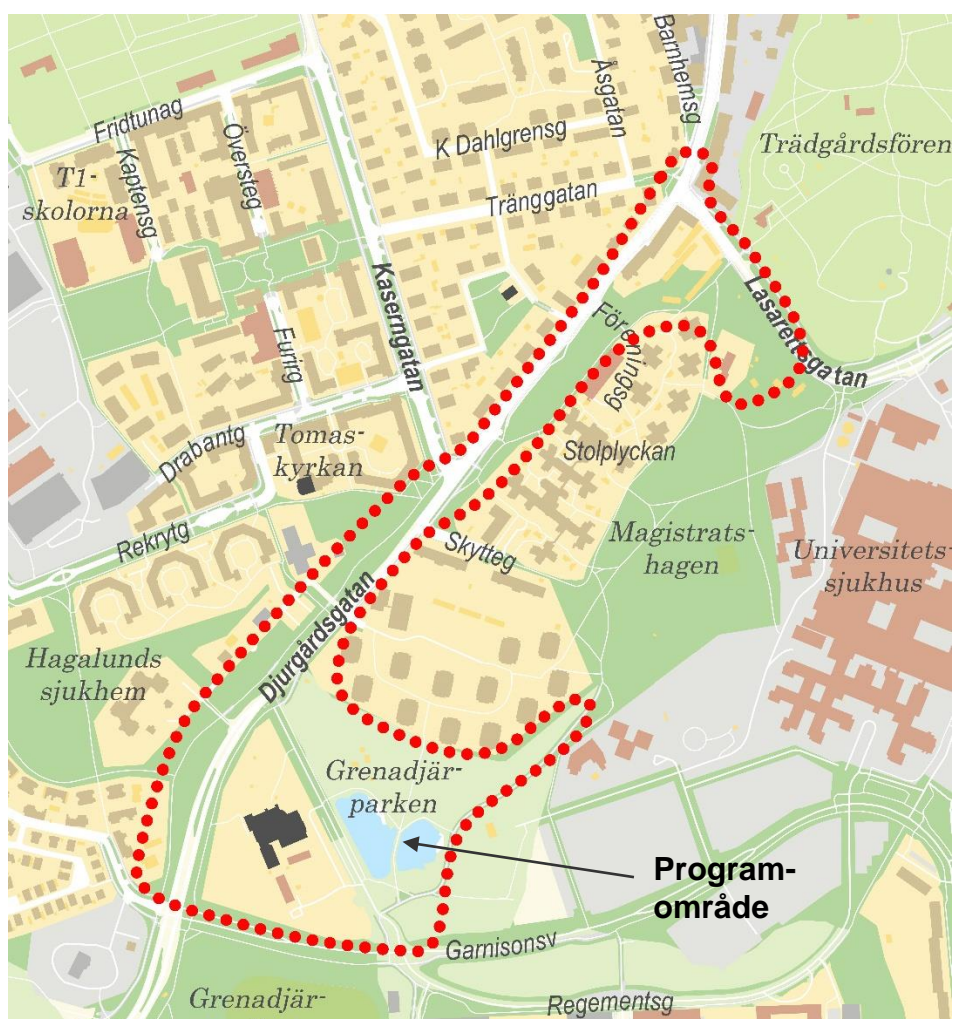 Barnhemsg
Åsgatan
Fridtunag
Översteg
K Dahlgrensg
Trädgårdsfören
Kaptensg
T1-
skolorna
Tränggatan
Kaserngatan
Lasarettsgatan
Föreningsg
Furirg
Drabantg
Tomas-
kyrkan
Stolplyckan
Rekrytg
Skytteg
Magistrats-
hagen
Universitets-
sjukhus
Djurgårdsgatan
Hagalunds
sjukhem
Grenadjär-
parken
Program-
område
Garnisonsv
Grenadjär-
Regementsg